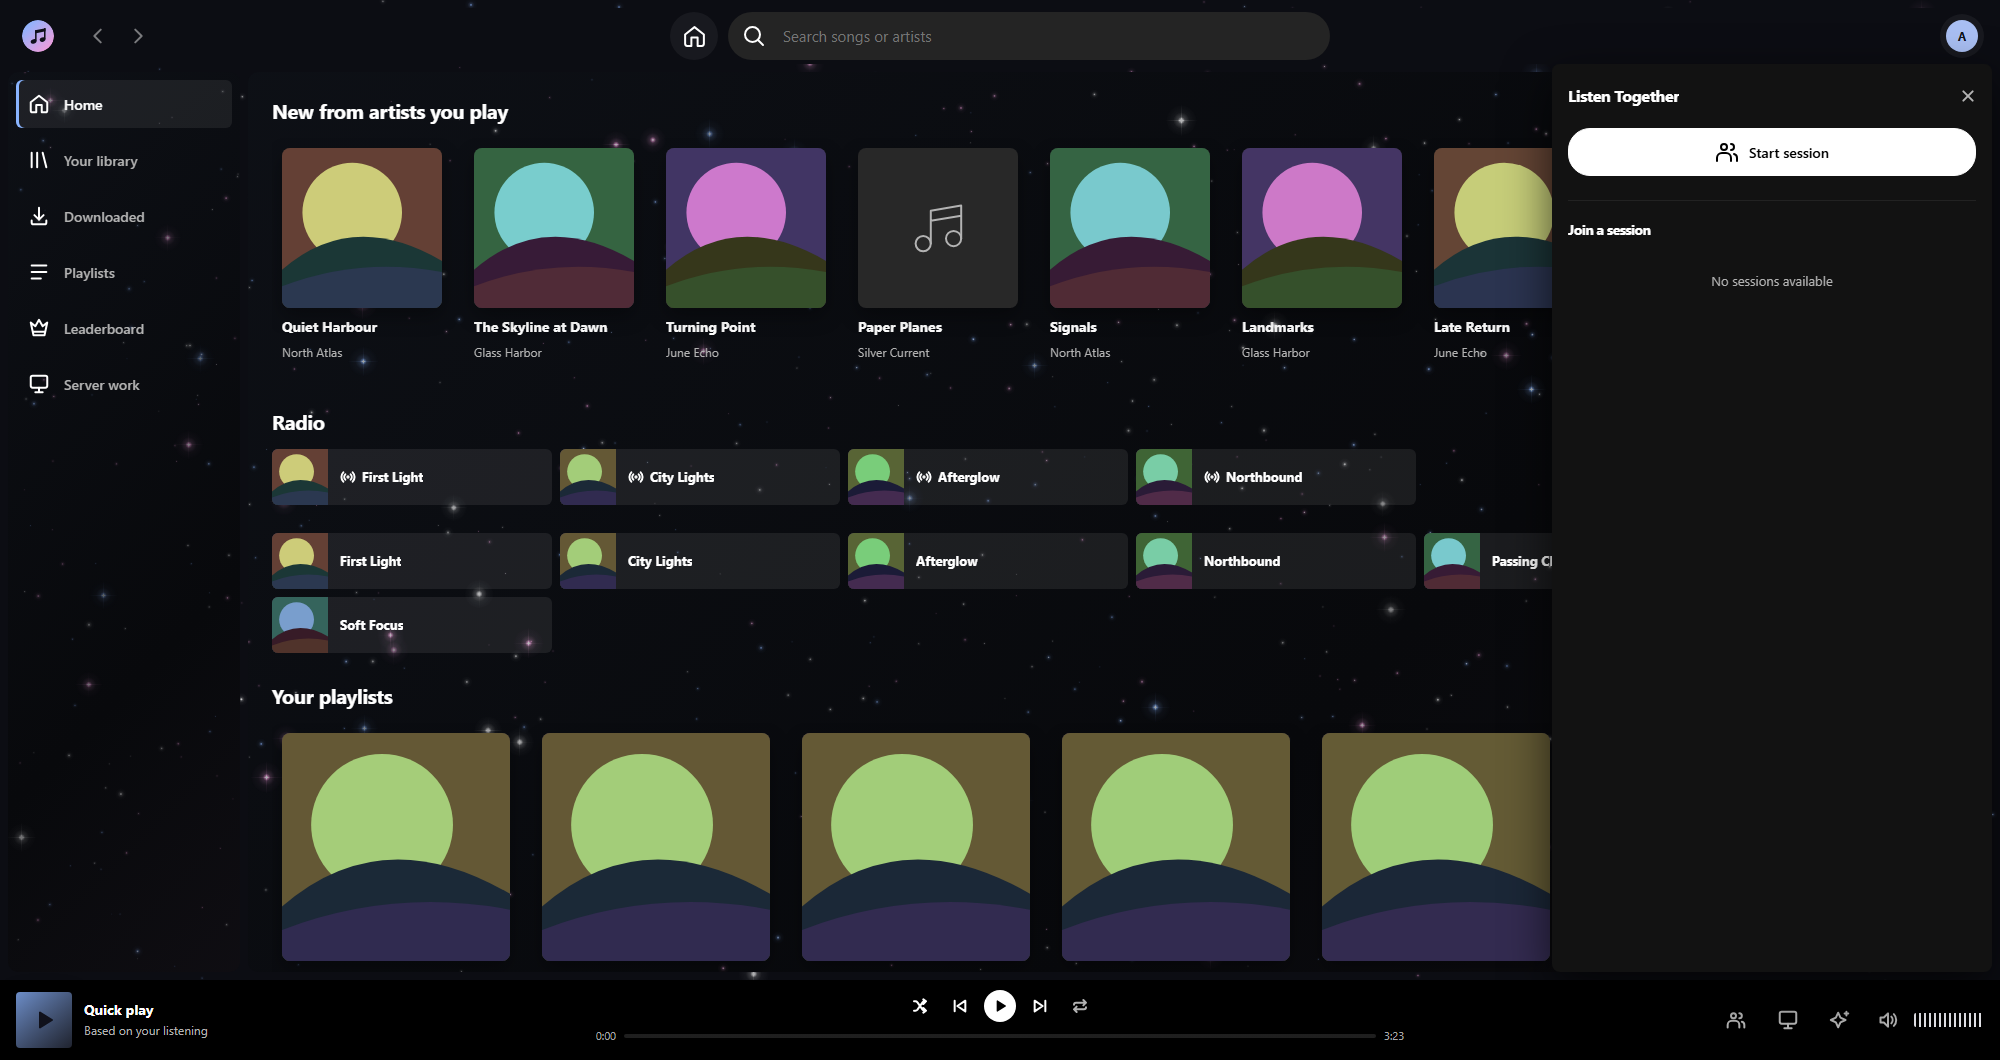 Search songs or artists
A
Home
Your library
Downloaded
Playlists
Leaderboard
Server work
New from artists you play
Quiet Harbour
North Atlas
The Skyline at Dawn
Glass Harbor
Turning Point
June Echo
Paper Planes
Silver Current
Signals
North Atlas
Landmarks
Glass Harbor
Late Return
June Echo
Radio
First Light
City Lights
Afterglow
Northbound
First Light
City Lights
Afterglow
Northbound
Passing
Soft Focus
Your playlists
Listen Together
Start session
Join a session
No sessions available
Quick play
Based on your listening
0:00
3:23